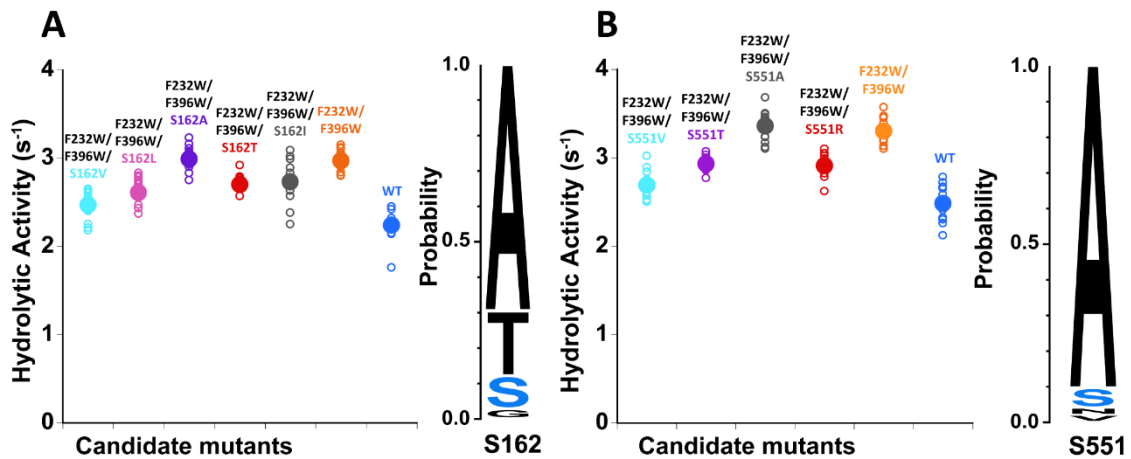 A
Hydrolytic Activity (s-1)
4
3
2
1
0
F232W/
F396W/
S162V
F232W/
F396W/
S162L
F232W/
F396W/
S162A
F232W/
F396W/
S162T
F232W/
F396W/
S162I
F232W/
F396W
WT
Candidate mutants
Probability
1.0
0.5
0.0
A
T
S
G
S162
B
Hydrolytic Activity (s-1)
4
3
2
1
0
F232W/
F396W/
S551V
F232W/
F396W/
S551T
F232W/
F396W/
S551A
F232W/
F396W/
S551R
F232W/
F396W
WT
Candidate mutants
Probability
1.0
0.5
0.0
A
S
N
S551